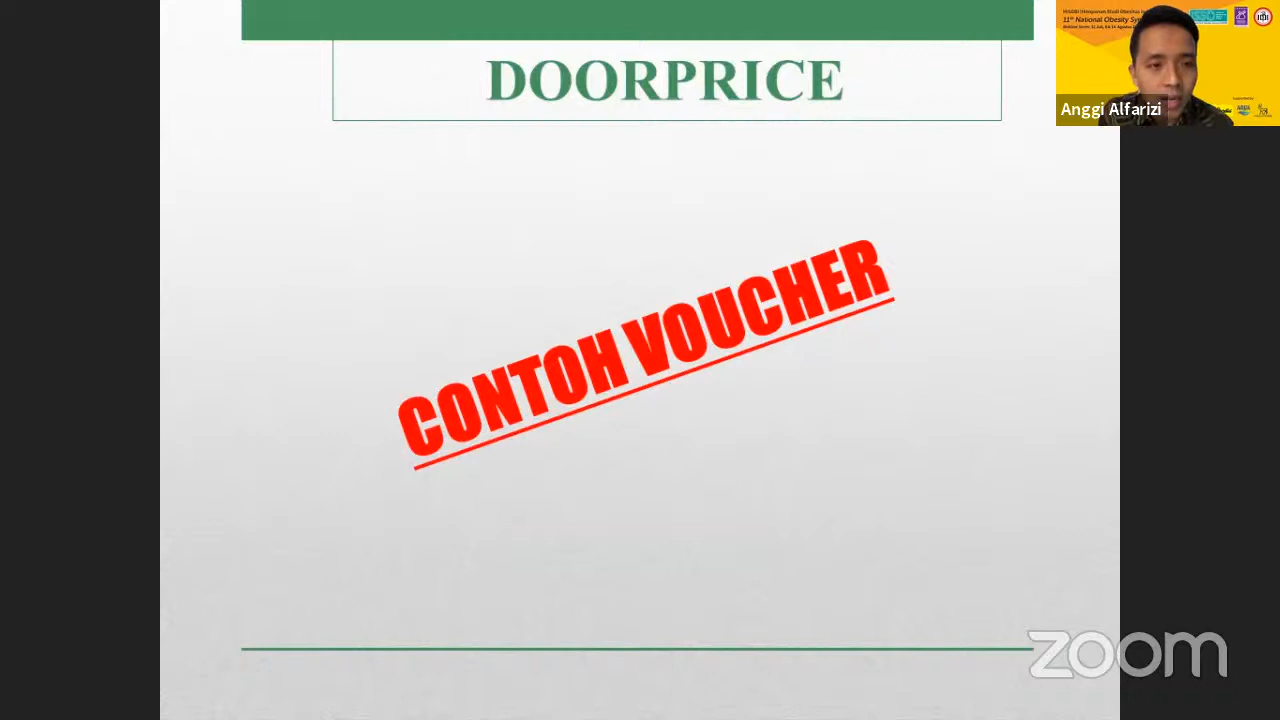 DOORPRICE
CONTOH VOUCHER
11th National Obesity
Anggi Alfarizi
zoom